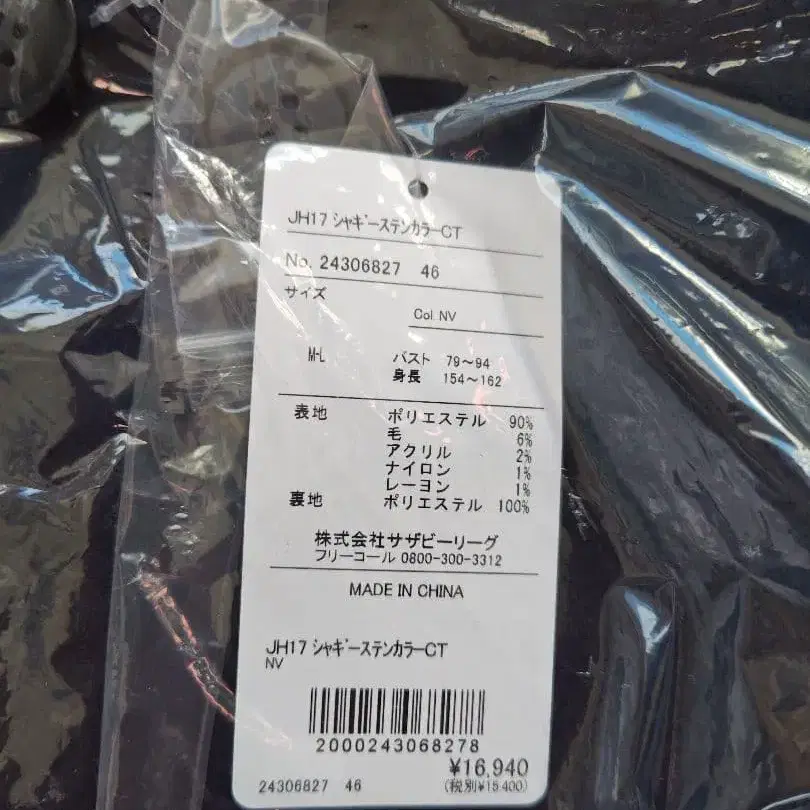 JH17 ｼｬｷﾞｰステンカラーCT
No. 24306827 46
サイズ
Col. NV
M-L バスト 79～94
身長 154～162
表地 ポリエステル 90%
毛 6%
アクリル 2%
ナイロン 1%
レーヨン 1%
裏地 ポリエステル 100%
株式会社サザビーリーグ
フリーコール 0800-300-3312
MADE IN CHINA
JH17 ｼｬｷﾞｰステンカラーCT
NV
2000243068278
¥16,940
24306827 46 (税別¥15,400)